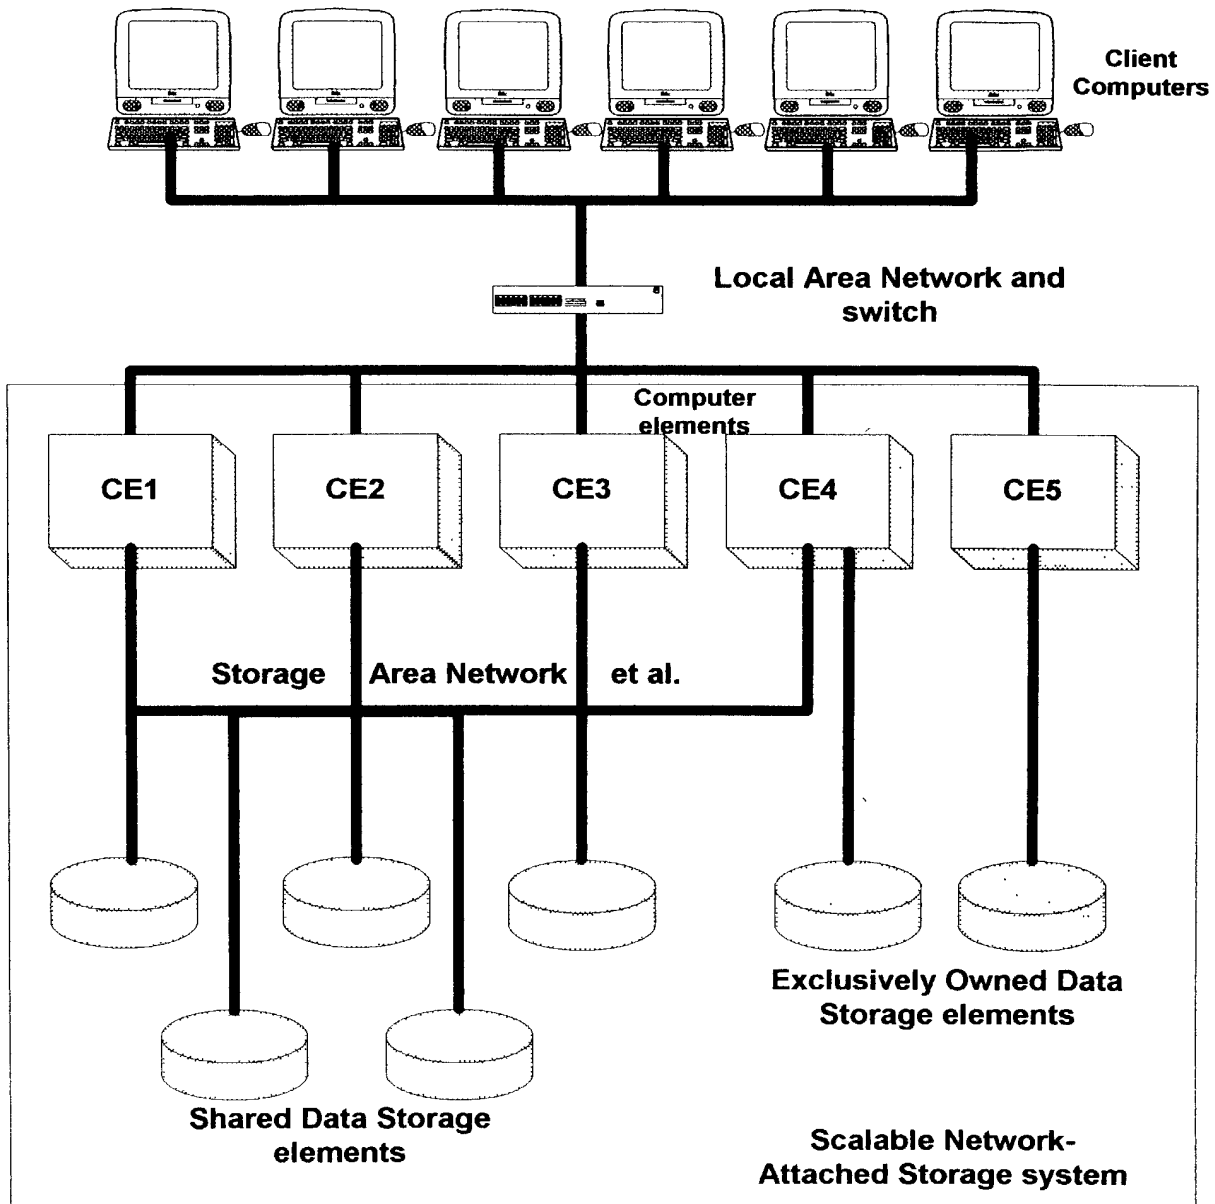 Client
Computers
Local Area Network and
switch
Computer
elements
CE1
CE2
CE3
CE4
CE5
Storage Area Network et al.
Exclusively Owned Data
Storage elements
Shared Data Storage
elements
Scalable Network-
Attached Storage system